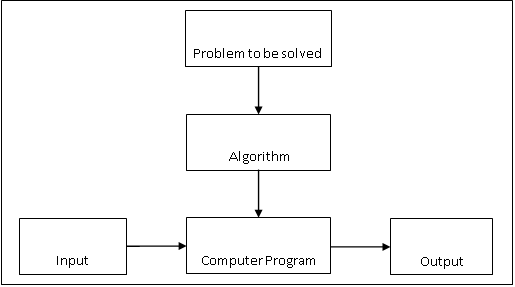 Problem to be solved
Algorithm
Input
Computer Program
Output